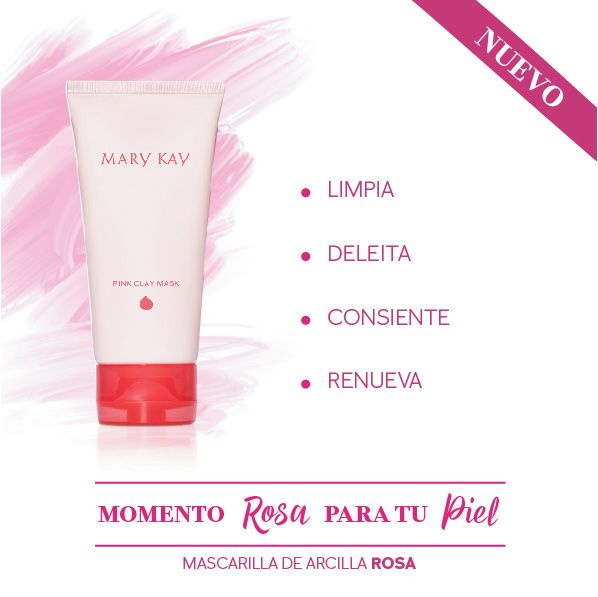 NUEVO
MARY KAY
PINK CLAY MASK
LIMPIA
DELEITA
CONSIENTE
RENUEVA
MOMENTO Rosa PARA TU Piel
MASCARILLA DE ARCILLA ROSA